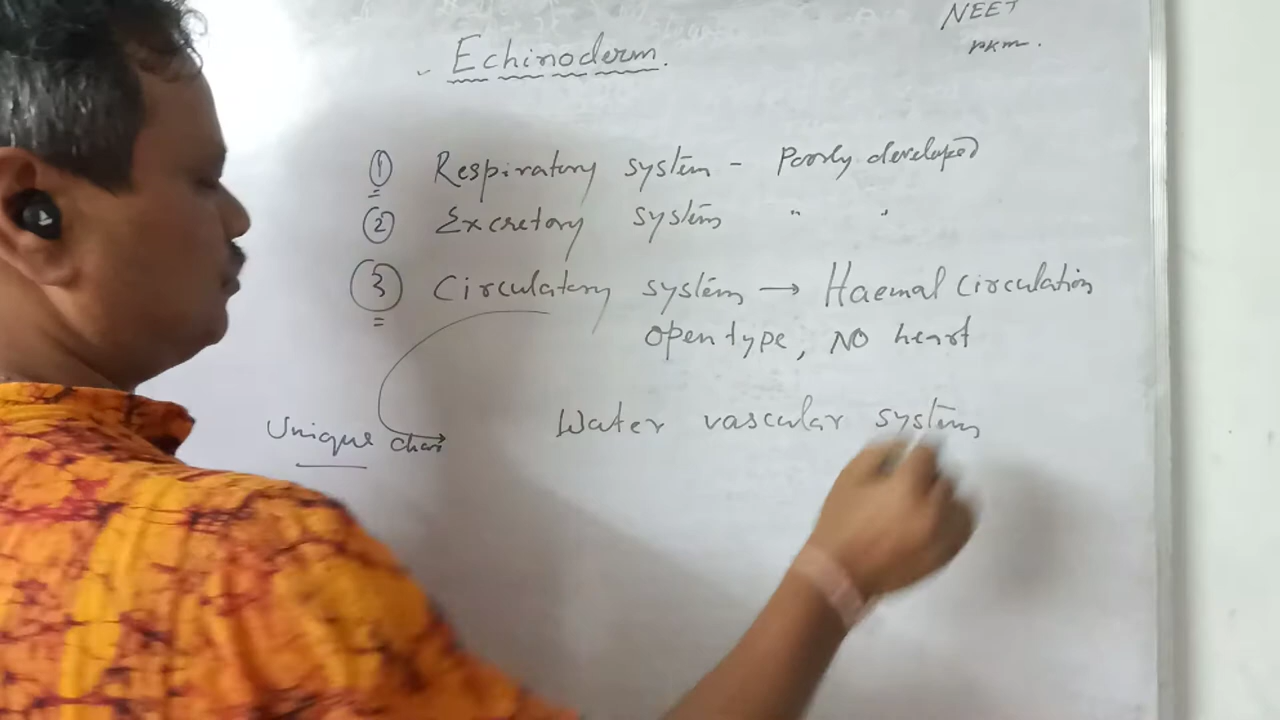 NEET
pkm.
Echinoderm.
① Respiratory system - Poorly developed
② Excretory system " "
③ Circulatory system → Haemal Circulation
open type, NO heart
Water vascular system
Unique char